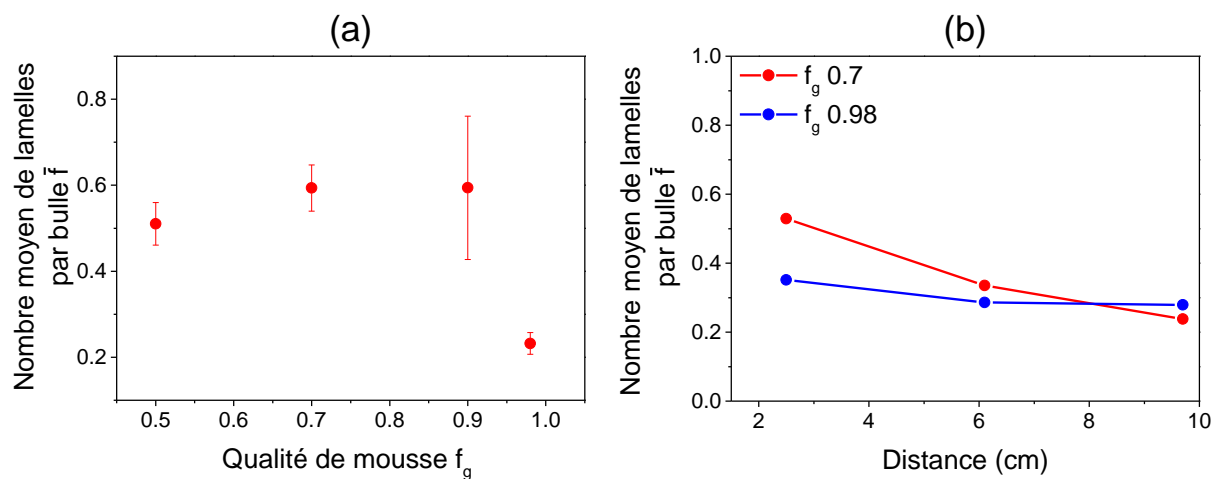 (a)
Nombre moyen de lamelles
par bulle f̄
0.8
0.6
0.4
0.2
0.5 0.6 0.7 0.8 0.9 1.0
Qualité de mousse f_g
(b)
Nombre moyen de lamelles
par bulle f̄
1.0
0.8
0.6
0.4
0.2
0.0
f_g 0.7
f_g 0.98
2 4 6 8 10
Distance (cm)